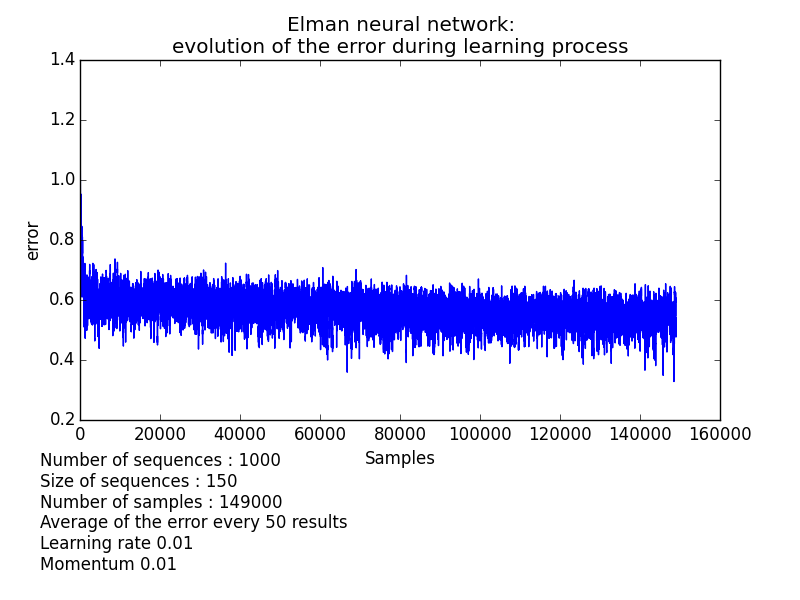 Elman neural network:
evolution of the error during learning process
1.4
1.2
1.0
0.8
0.6
0.4
0.2
error
0 20000 40000 60000 80000 100000 120000 140000 160000
Samples
Number of sequences : 1000
Size of sequences : 150
Number of samples : 149000
Average of the error every 50 results
Learning rate 0.01
Momentum 0.01